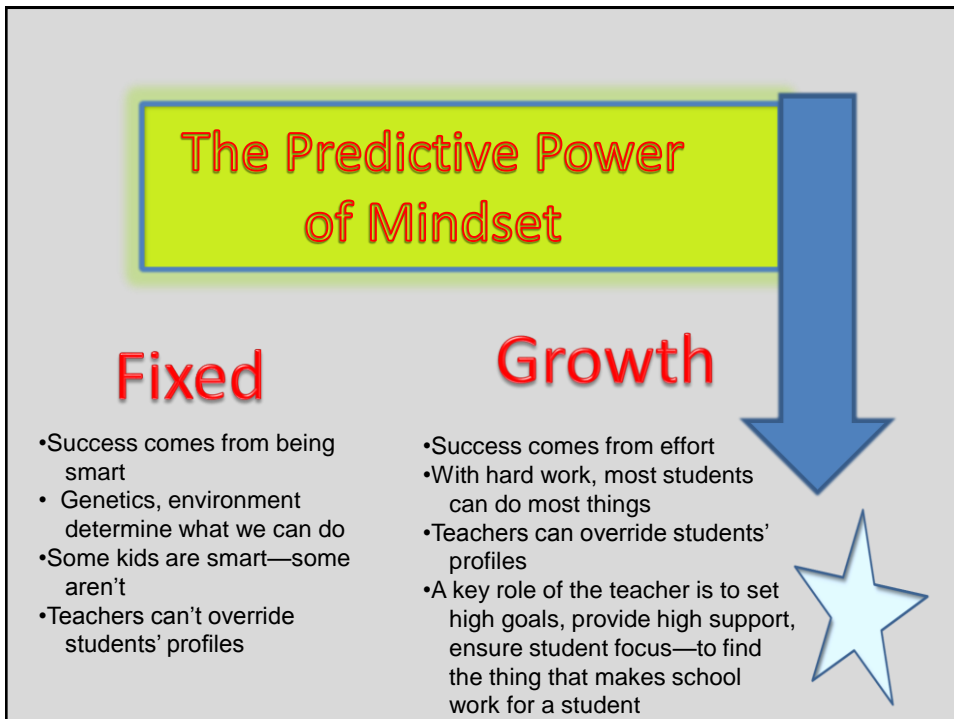 The Predictive Power
of Mindset
Fixed
•Success comes from being
smart
• Genetics, environment
determine what we can do
•Some kids are smart—some
aren’t
•Teachers can’t override
students’ profiles
Growth
•Success comes from effort
•With hard work, most students
can do most things
•Teachers can override students’
profiles
•A key role of the teacher is to set
high goals, provide high support,
ensure student focus—to find
the thing that makes school
work for a student